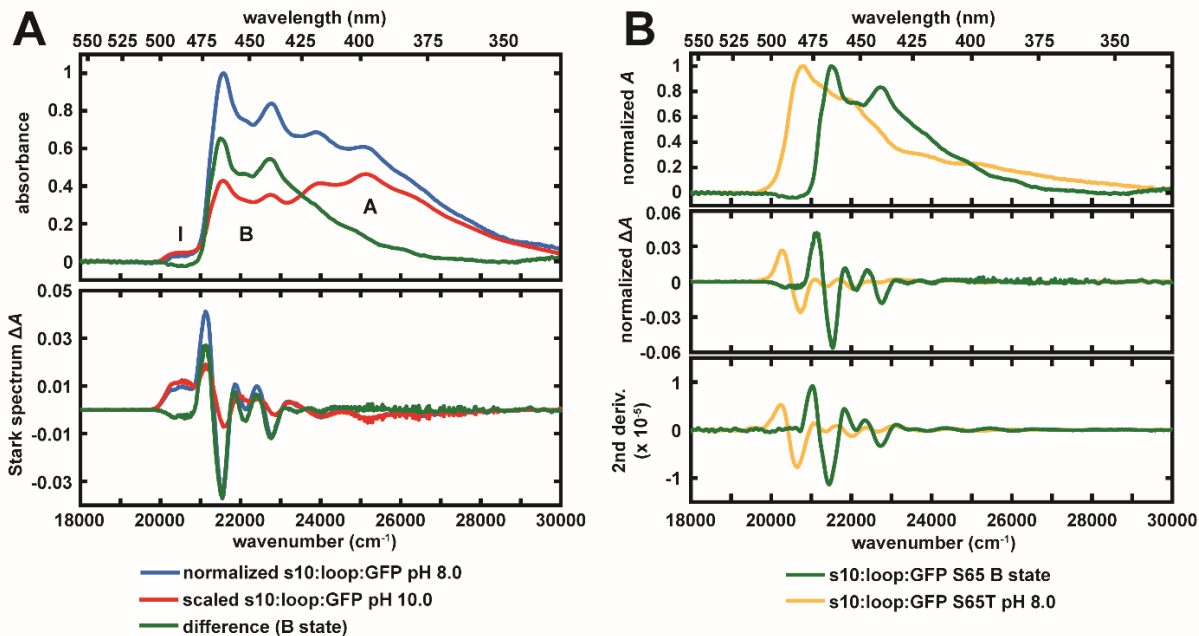 A
wavelength (nm)
550 525 500 475 450 425 400 375 350
1
0.8
0.6
0.4
0.2
0
absorbance
I
B
A
0.05
0.03
0.01
-0.01
-0.03
Stark spectrum ΔA
18000 20000 22000 24000 26000 28000 30000
wavenumber (cm⁻¹)
normalized s10:loop:GFP pH 8.0
scaled s10:loop:GFP pH 10.0
difference (B state)
B
wavelength (nm)
550 525 500 475 450 425 400 375 350
1
0.8
0.6
0.4
0.2
0
normalized A
0.06
0.03
0
-0.03
-0.06
normalized ΔA
1
0
-1
2nd deriv.
(x 10⁻⁵)
18000 20000 22000 24000 26000 28000 30000
wavenumber (cm⁻¹)
s10:loop:GFP S65 B state
s10:loop:GFP S65T pH 8.0